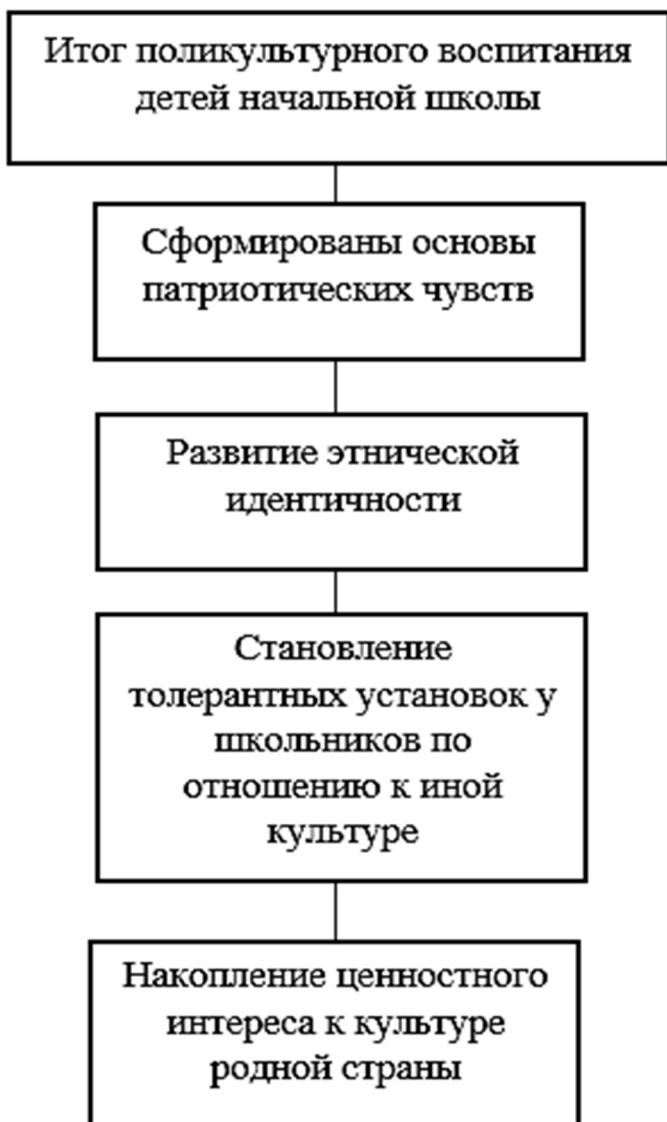 Итог поликультурного воспитания
детей начальной школы
Сформированы основы
патриотических чувств
Развитие этнической
идентичности
Становление
толерантных установок у
школьников по
отношению к иной
культуре
Накопление ценностного
интереса к культуре
родной страны